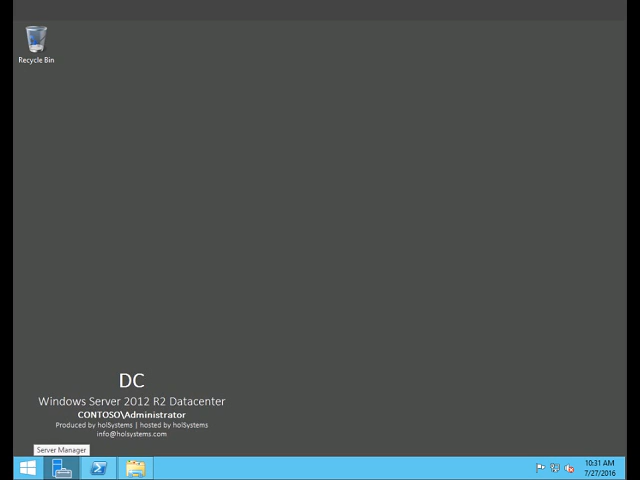 Recycle Bin
DC
Windows Server 2012 R2 Datacenter
CONTOSO\Administrator
Produced by holSystems | hosted by holSystems
info@holsystems.com
Server Manager
10:31 AM
7/27/2016